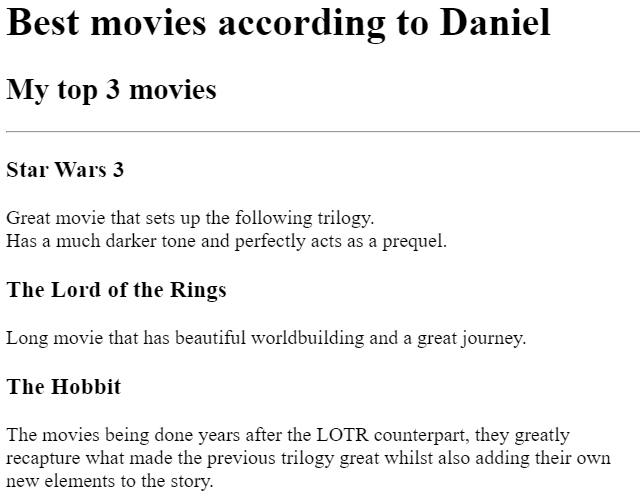 Best movies according to Daniel
My top 3 movies
Star Wars 3
Great movie that sets up the following trilogy.
Has a much darker tone and perfectly acts as a prequel.
The Lord of the Rings
Long movie that has beautiful worldbuilding and a great journey.
The Hobbit
The movies being done years after the LOTR counterpart, they greatly
recapture what made the previous trilogy great whilst also adding their own
new elements to the story.